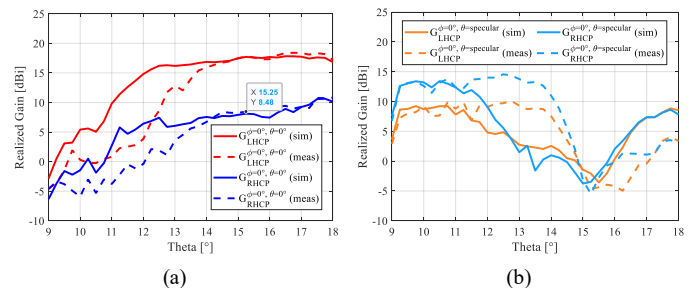 (a)
25
20
15
10
5
0
-5
-10
Realized Gain [dBi]
X 15.25
Y 8.48
G^{ϕ=0°, θ=0°}_{LHCP} (sim)
G^{ϕ=0°, θ=0°}_{LHCP} (meas)
G^{ϕ=0°, θ=0°}_{RHCP} (sim)
G^{ϕ=0°, θ=0°}_{RHCP} (meas)
9 10 11 12 13 14 15 16 17 18
Theta [°]
(a)
(b)
25
20
15
10
5
0
-5
-10
Realized Gain [dBi]
G^{ϕ=0°, θ=specular}_{LHCP} (sim) G^{ϕ=0°, θ=specular}_{RHCP} (sim)
G^{ϕ=0°, θ=specular}_{LHCP} (meas) G^{ϕ=0°, θ=specular}_{RHCP} (meas)
9 10 11 12 13 14 15 16 17 18
Theta [°]
(b)